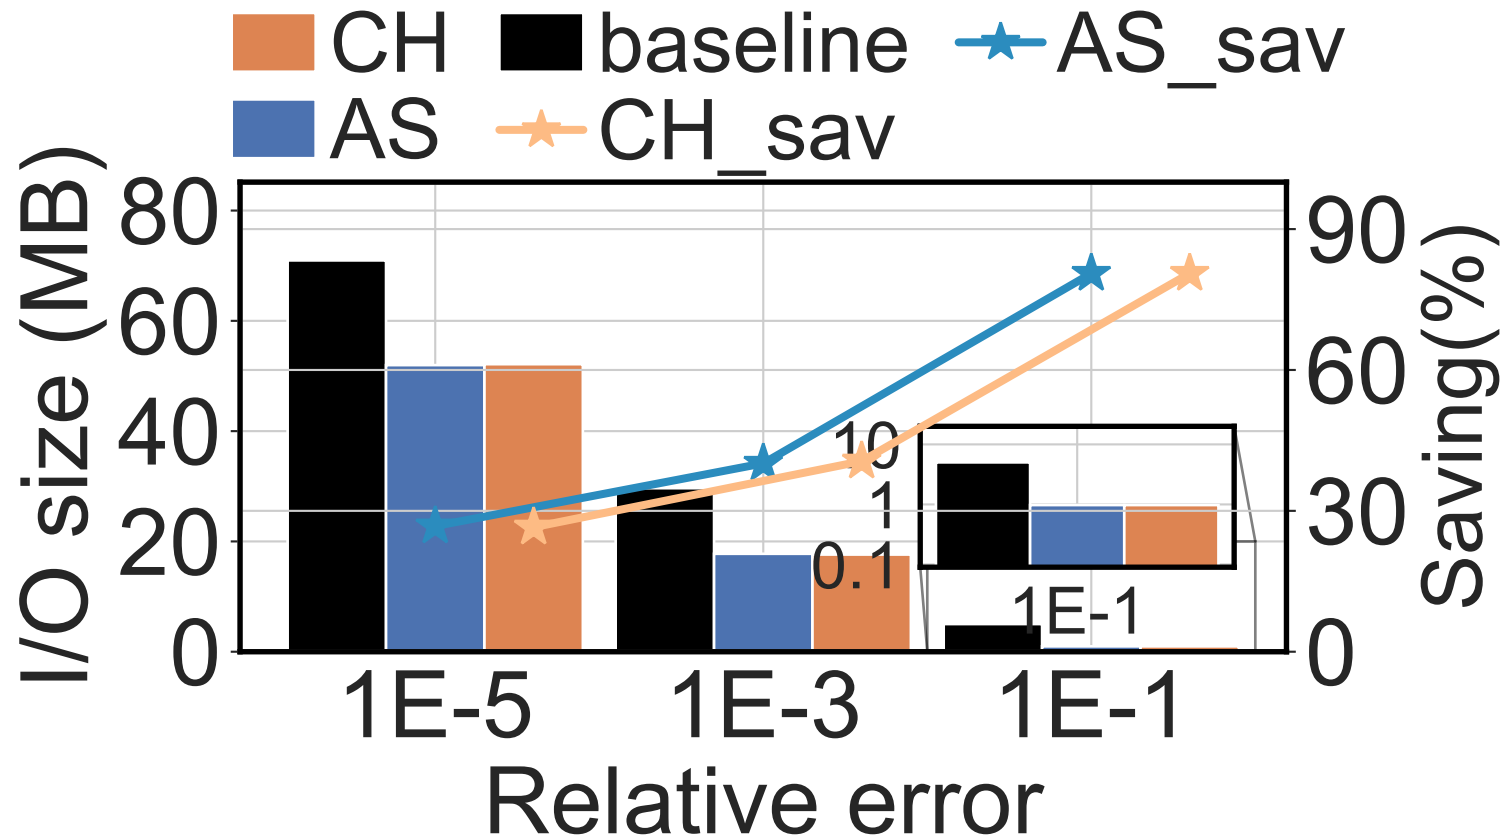 CH baseline AS_sav
AS CH_sav
I/O size (MB)
80
60
40
20
0
Saving(%)
90
60
30
0
10
1
0.1
1E-1
1E-5 1E-3 1E-1
Relative error